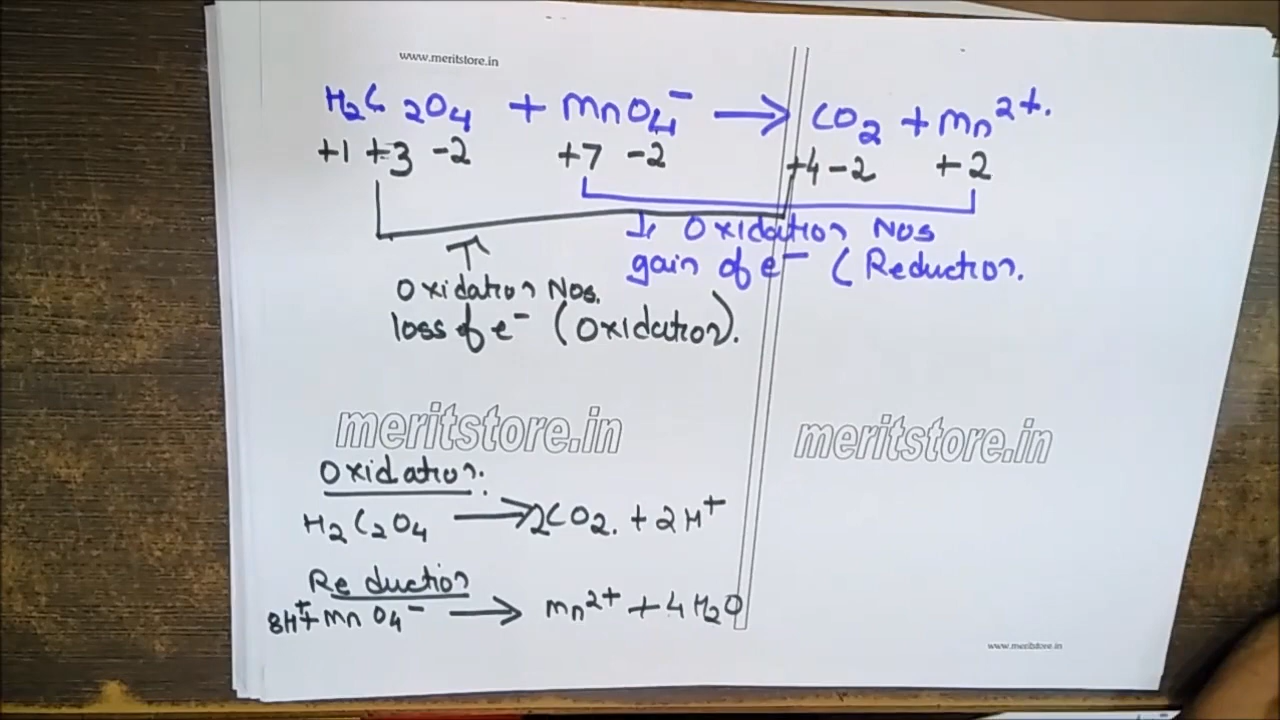 www.meritstore.in
H₂C₂O₄ + MnO₄⁻ → CO₂ + Mn²⁺.
+1 +3 -2 +7 -2 +4 -2 +2
Oxidation Nos
gain of e⁻ (Reduction.
Oxidation Nos.
loss of e⁻ (Oxidation).
meritstore.in meritstore.in
Oxidation.
H₂C₂O₄ → 2CO₂. + 2H⁺
Reduction
8H⁺+MnO₄⁻ → Mn²⁺ + 4H₂O
www.meritstore.in